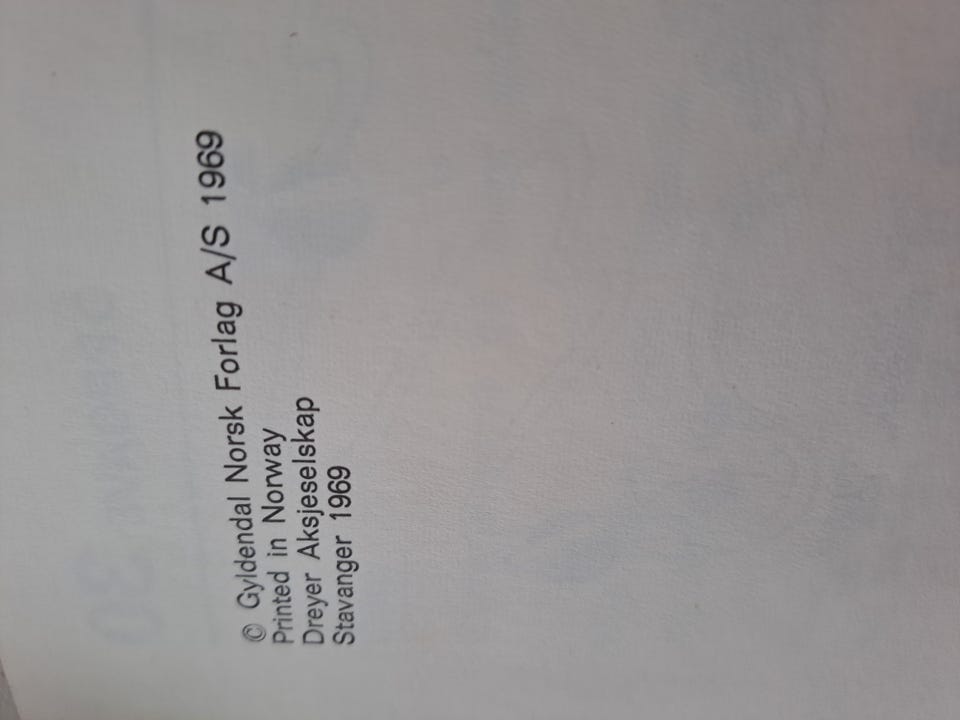 © Gyldendal Norsk Forlag A/S 1969
Printed in Norway
Dreyer Aksjeselskap
Stavanger 1969